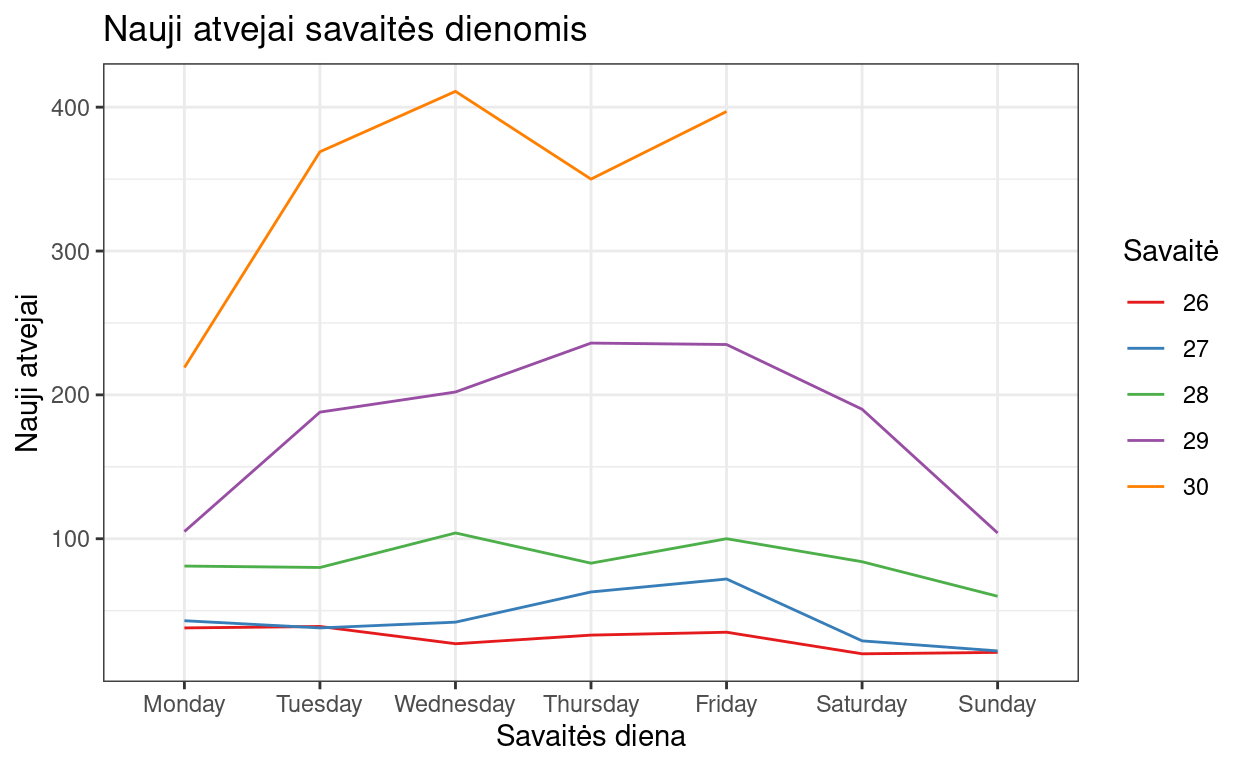 Nauji atvejai savaitės dienomis
Nauji atvejai
400
300
200
100
Monday Tuesday Wednesday Thursday Friday Saturday Sunday
Savaitės diena
Savaitė
26
27
28
29
30